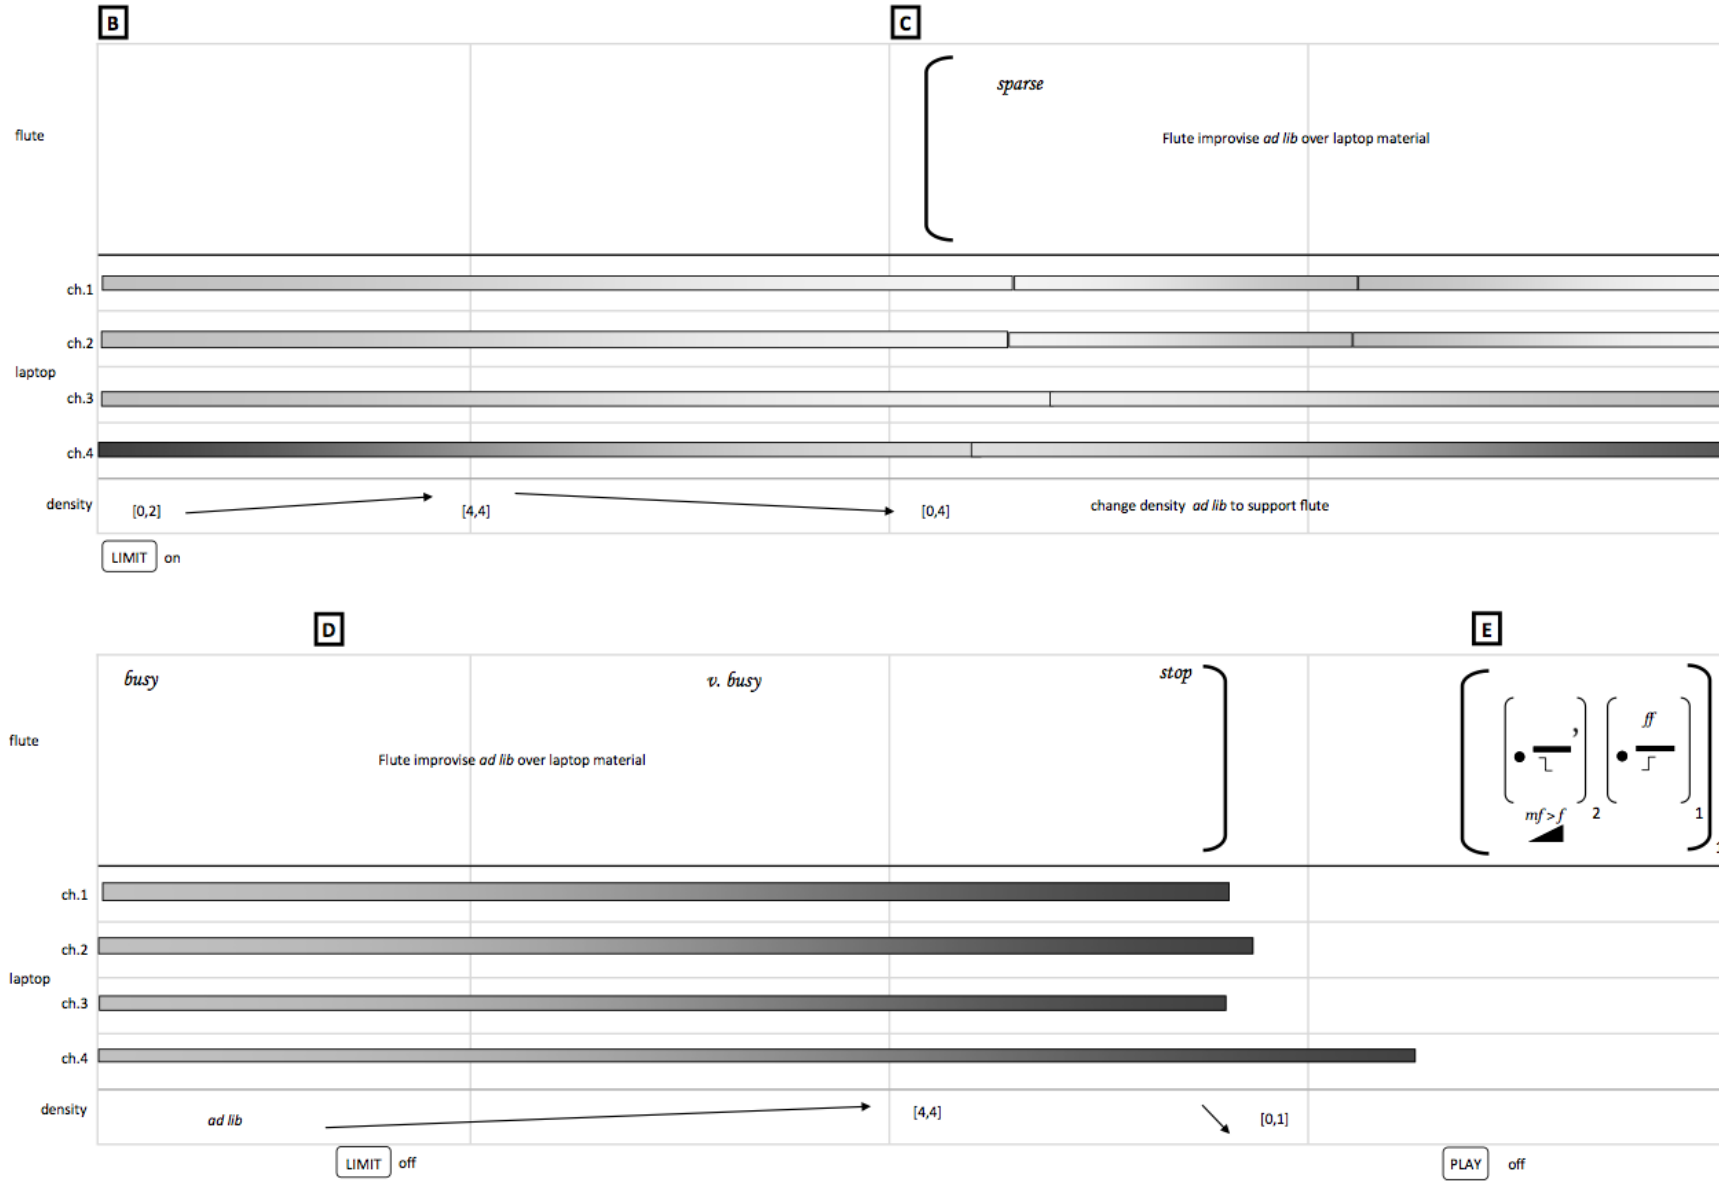 B
C
sparse
flute
Flute improvise ad lib over laptop material
ch.1
ch.2
laptop
ch.3
ch.4
density
[0,2]
[4,4]
[0,4]
change density ad lib to support flute
LIMIT on
D
E
busy
v. busy
stop
flute
Flute improvise ad lib over laptop material
ff
,
mf > f
2
1
1
ch.1
ch.2
laptop
ch.3
ch.4
density
ad lib
[4,4]
[0,1]
LIMIT off
PLAY off